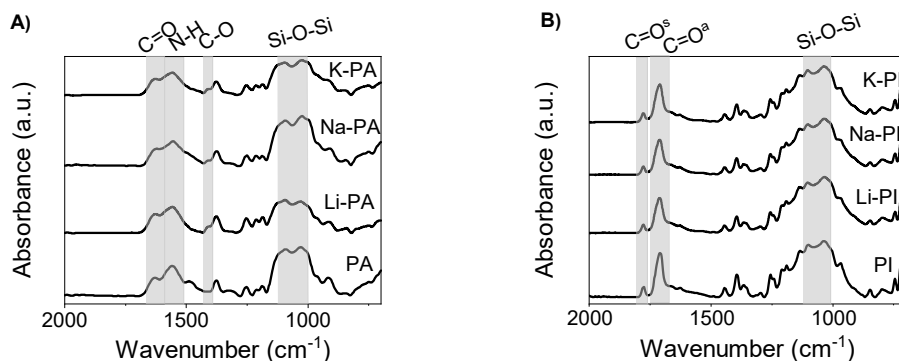 A)
C=O N-H C-O Si-O-Si
K-PA
Na-PA
Li-PA
PA
Absorbance (a.u.)
2000 1500 1000
Wavenumber (cm⁻¹)
B)
C=Oˢ C=Oᵃ Si-O-Si
K-PI
Na-PI
Li-PI
PI
Absorbance (a.u.)
2000 1500 1000
Wavenumber (cm⁻¹)